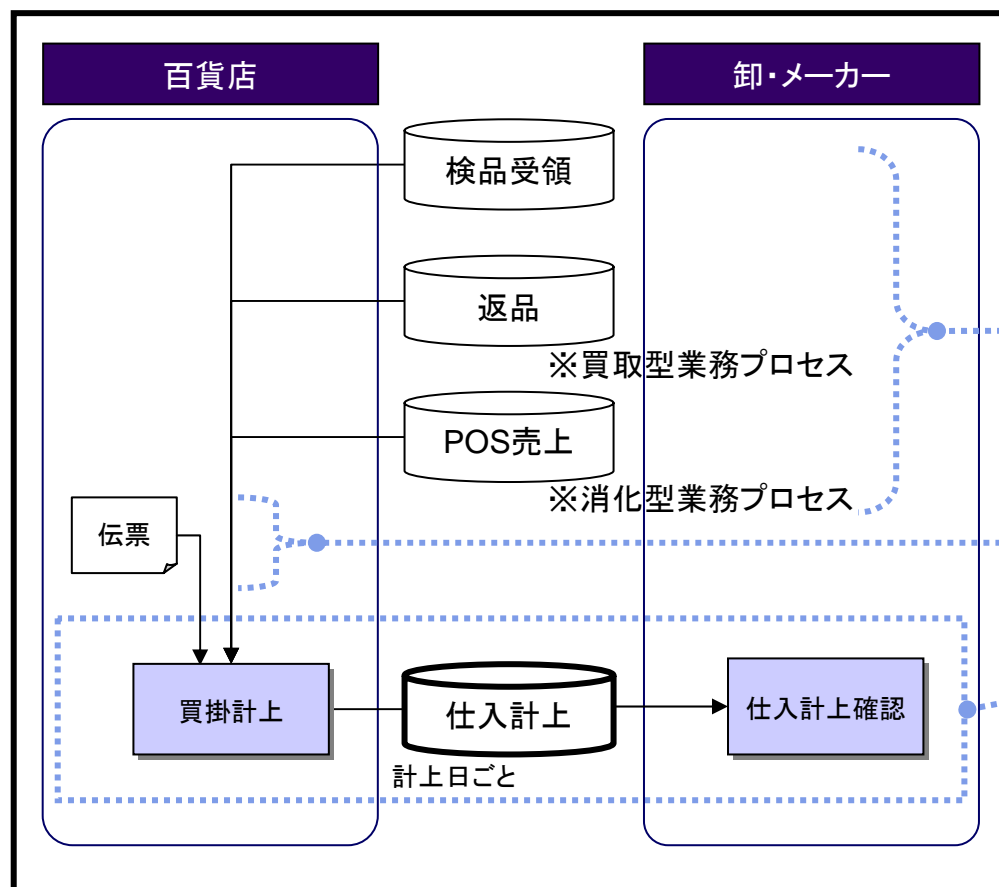 百貨店
卸・メーカー
検品受領
返品
※買取型業務プロセス
POS売上
※消化型業務プロセス
伝票
買掛計上
仕入計上
仕入計上確認
計上日ごと